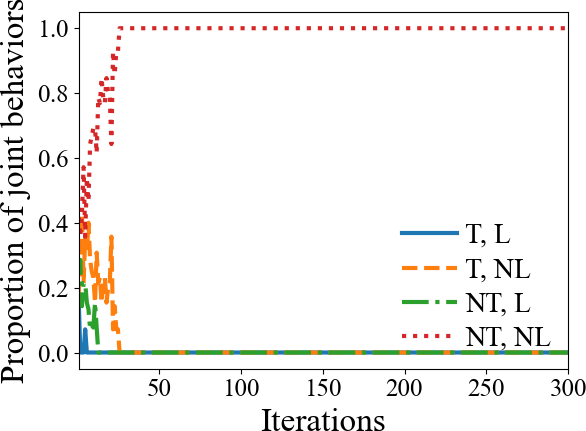 Proportion of joint behaviors
1.0
0.8
0.6
0.4
0.2
0.0
T, L
T, NL
NT, L
NT, NL
50 100 150 200 250 300
Iterations